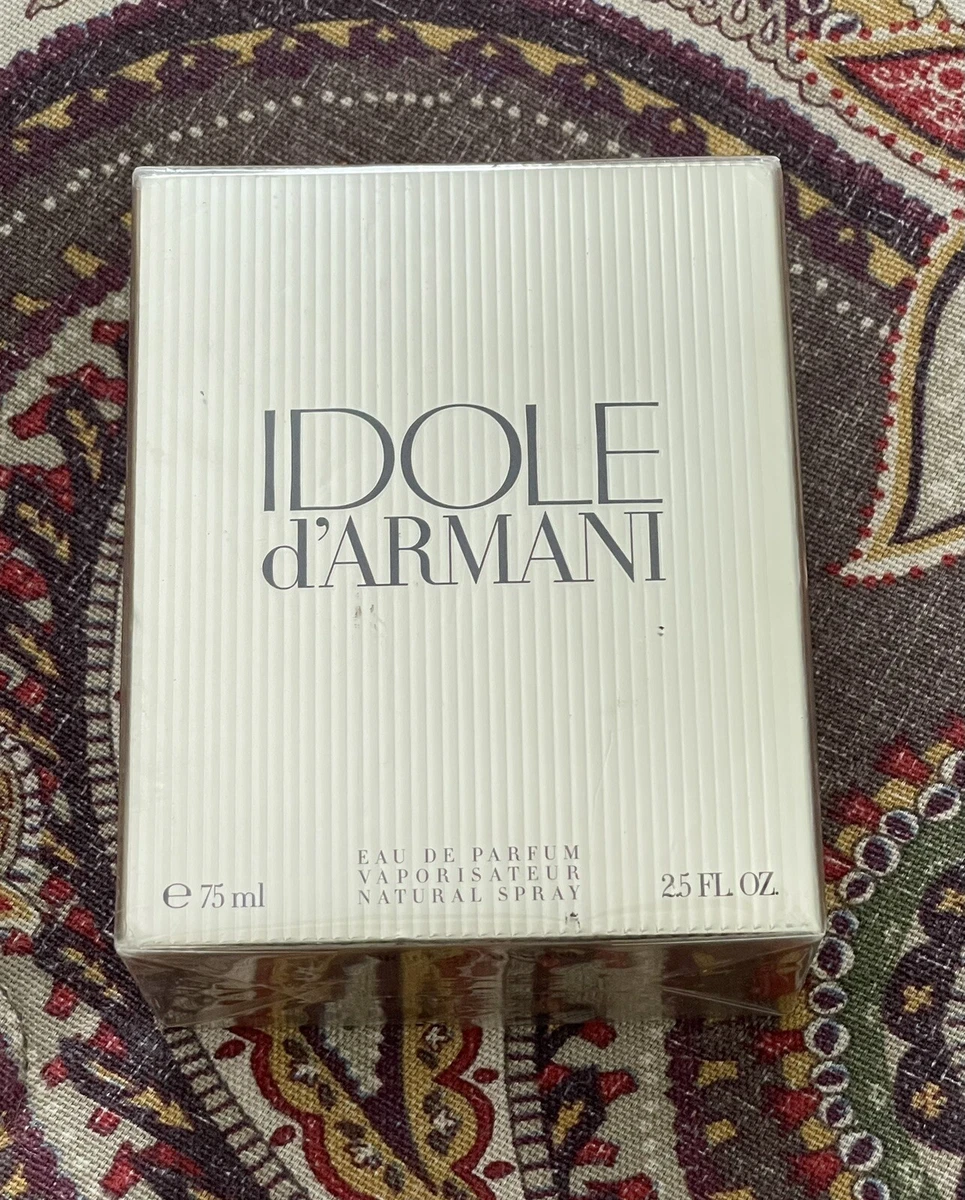 IDOLE
d'ARMANI
EAU DE PARFUM
VAPORISATEUR
NATURAL SPRAY
℮ 75 ml
2.5 FL. OZ.